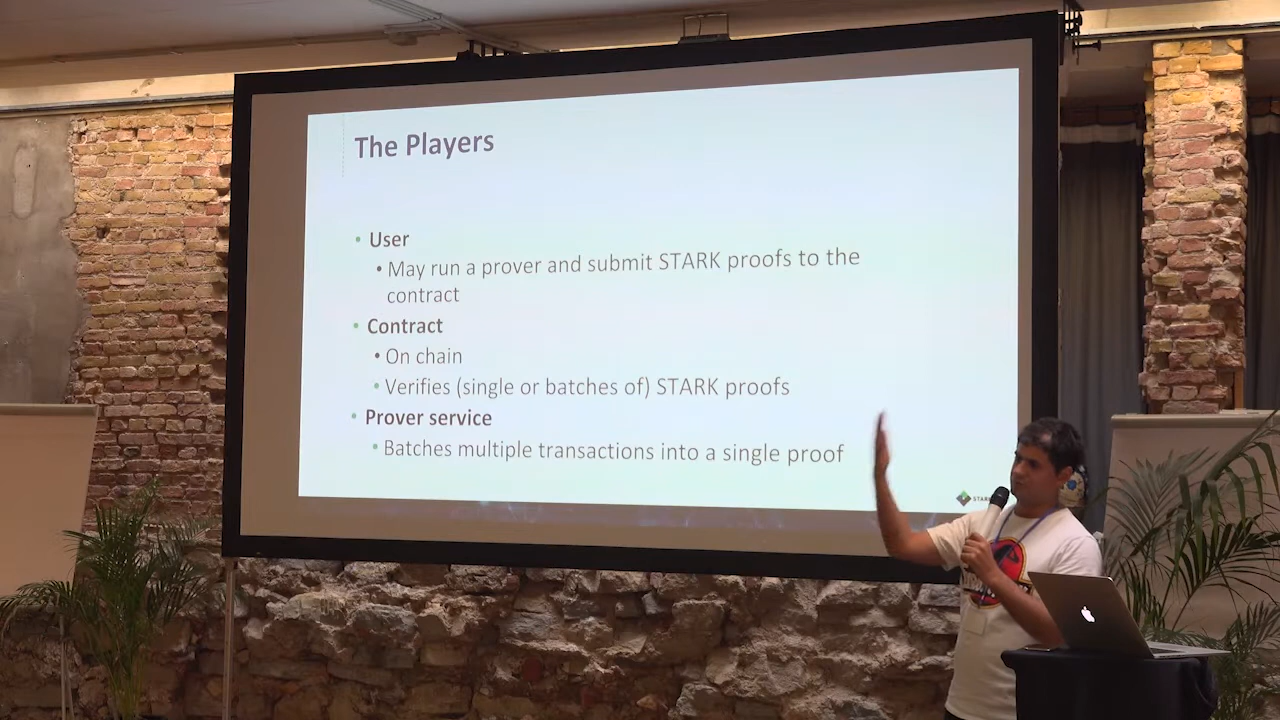 The Players
• User
• May run a prover and submit STARK proofs to the
contract
• Contract
• On chain
• Verifies (single or batches of) STARK proofs
• Prover service
• Batches multiple transactions into a single proof